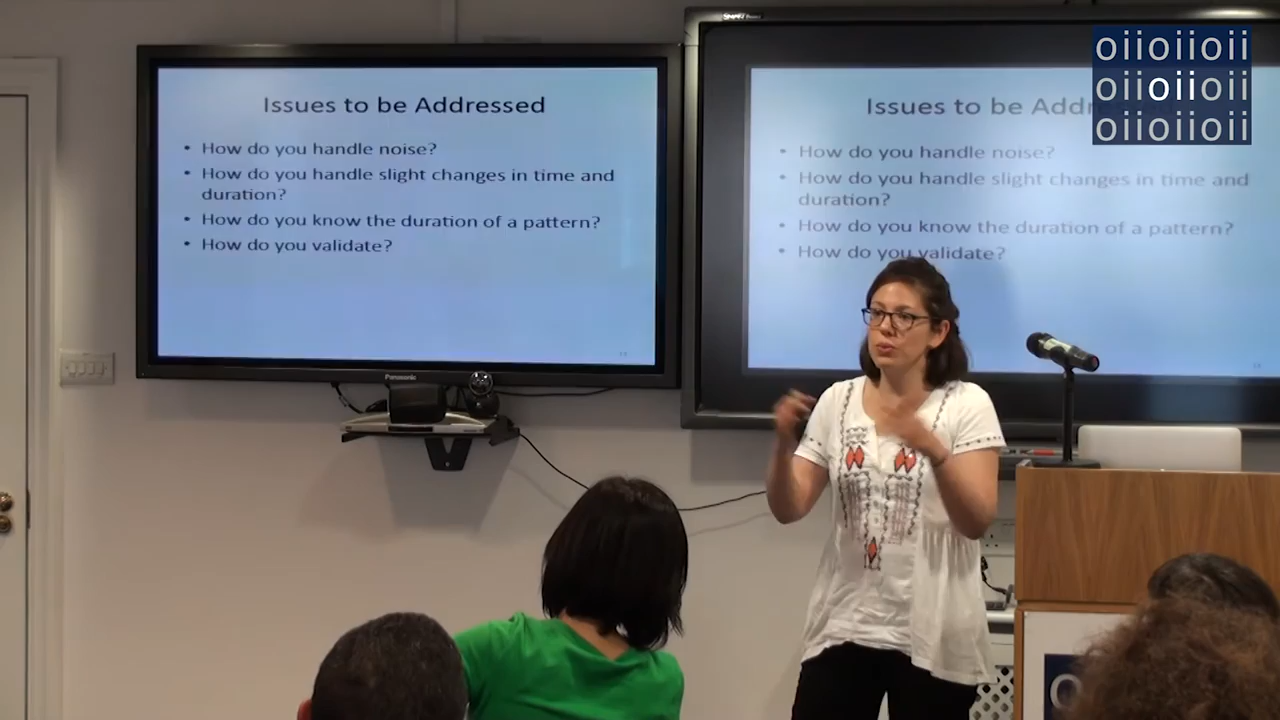 Issues to be Addressed
• How do you handle noise?
• How do you handle slight changes in time and
duration?
• How do you know the duration of a pattern?
• How do you validate?
Panasonic
Issues to be Add
• How do you handle noise?
• How do you handle slight changes in time and
duration?
• How do you know the duration of a pattern?
• How do you validate?
oiioiioii
oiioiioii
oiioiioii